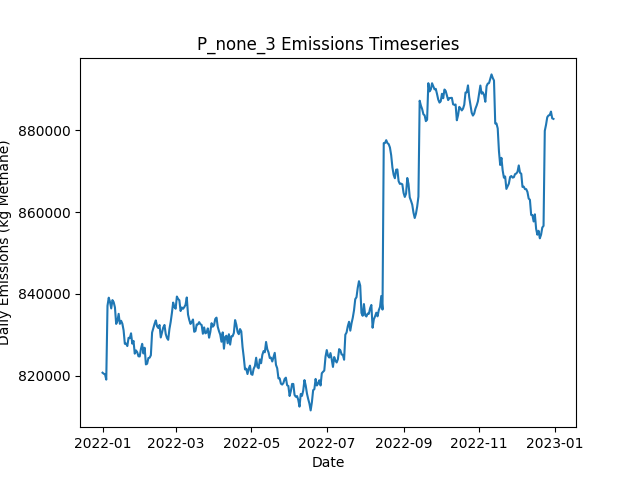 P_none_3 Emissions Timeseries
Daily Emissions (kg Methane)
880000
860000
840000
820000
2022-01 2022-03 2022-05 2022-07 2022-09 2022-11 2023-01
Date